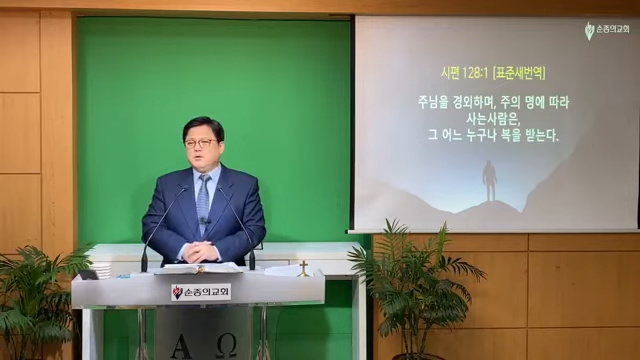 순종의교회
시편 128:1 [표준새번역]
주님을 경외하며, 주의 명에 따라
사는사람은,
그 어느 누구나 복을 받는다.
순종의교회
Α Ω